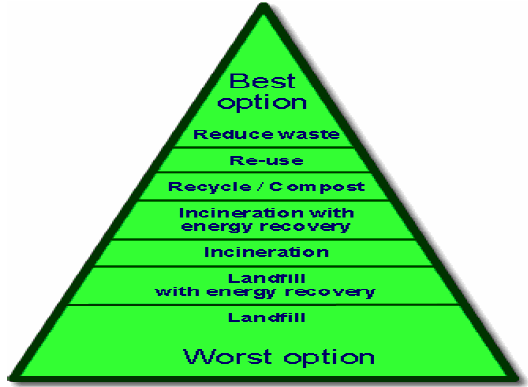 Best
option
Reduce waste
Re-use
Recycle / Compost
Incineration with
energy recovery
Incineration
Landfill
with energy recovery
Landfill
Worst option